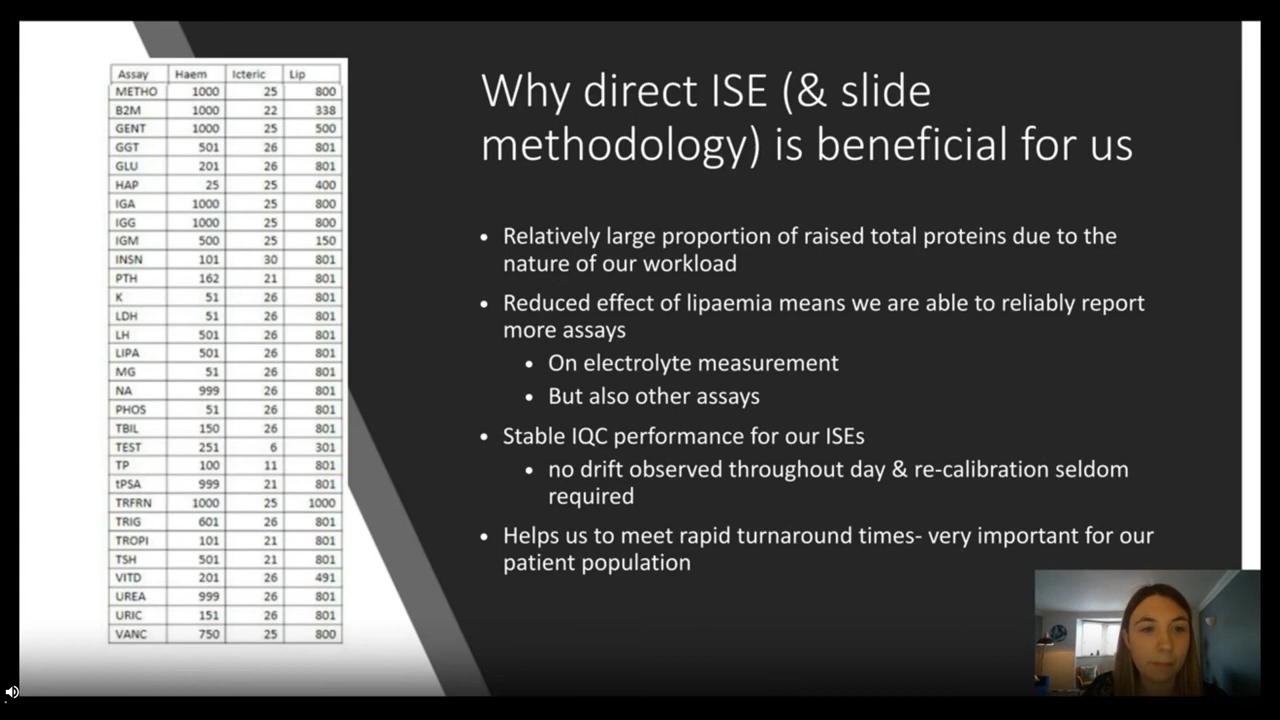 Assay Haem Icteric Lip
METHO 1000 25 800
B2M 1000 22 338
GENT 1000 25 500
GGT 501 26 801
GLU 201 26 801
HAP 25 25 400
IGA 1000 25 800
IGG 1000 25 800
IGM 500 25 150
INSN 101 30 801
PTH 162 21 801
K 51 26 801
LDH 51 26 801
LH 501 26 801
LIPA 501 26 801
MG 51 26 801
NA 999 26 801
PHOS 51 26 801
TBIL 150 26 801
TEST 251 6 301
TP 100 11 801
tPSA 999 21 801
TRFRN 1000 25 1000
TRIG 601 26 801
TROPI 101 21 801
TSH 501 21 801
VITD 201 26 491
UREA 999 26 801
URIC 151 26 801
VANC 750 25 800
Why direct ISE (& slide
methodology) is beneficial for us
• Relatively large proportion of raised total proteins due to the
nature of our workload
• Reduced effect of lipaemia means we are able to reliably report
more assays
• On electrolyte measurement
• But also other assays
• Stable IQC performance for our ISEs
• no drift observed throughout day & re-calibration seldom
required
• Helps us to meet rapid turnaround times- very important for our
patient population